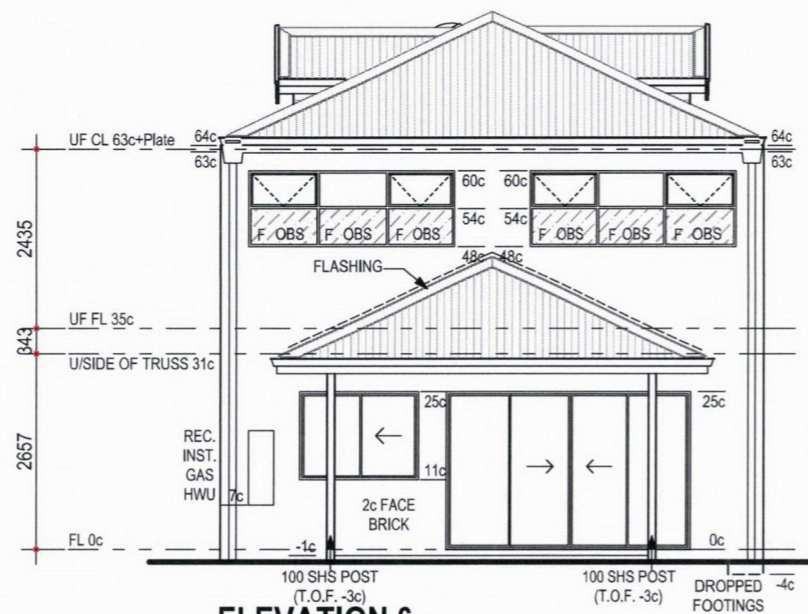 64c
64c
UF CL 63c+Plate
63c
63c
60c
60c
2435
54c
54c
F OBS
F OBS
F OBS
F OBS
F OBS
F OBS
48c
48c
FLASHING
UF FL 35c
343
U/SIDE OF TRUSS 31c
25c
25c
2657
REC.
INST.
GAS
HWU
7c
11c
2c FACE
BRICK
FL 0c
-1c
0c
100 SHS POST
(T.O.F. -3c)
100 SHS POST
(T.O.F. -3c)
DROPPED
FOOTINGS
-4c
ELEVATION 6